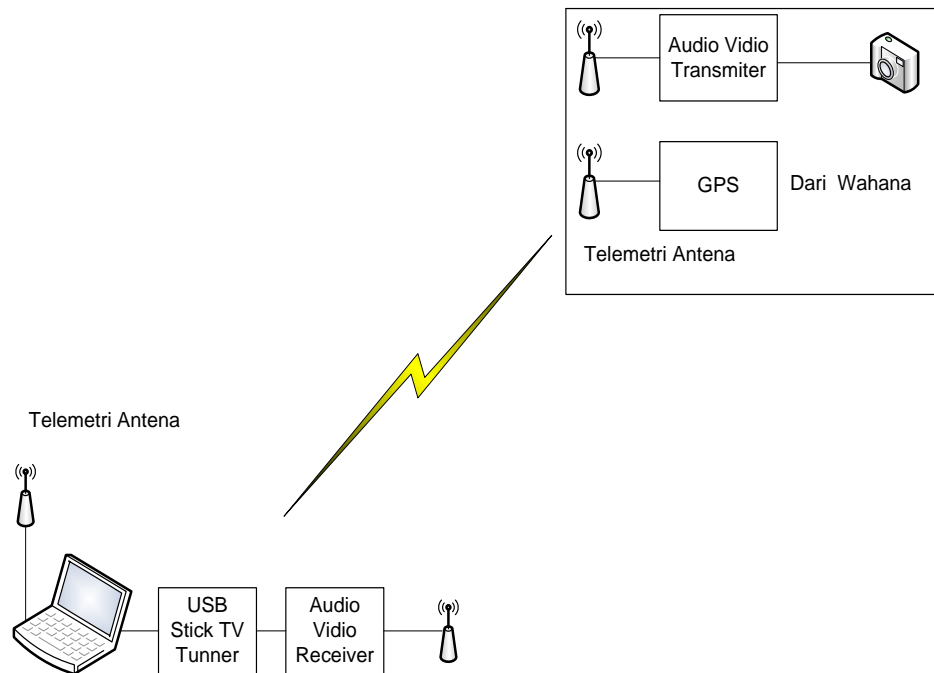 Audio Vidio
Transmiter
GPS
Dari Wahana
Telemetri Antena
Telemetri Antena
USB
Stick TV
Tunner
Audio
Vidio
Receiver